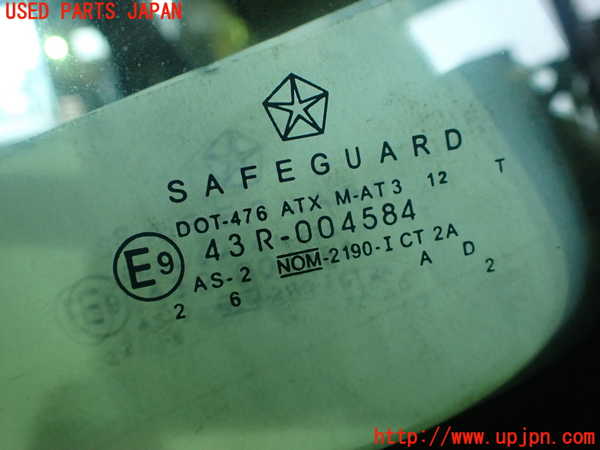 USED PARTS JAPAN
SAFEGUARD
DOT-476 ATX M-AT3 12 T
E9 43R-004584
AS-2 NOM-2190-I CT 2A
2 6 A D 2
http://www.upjpn.com/